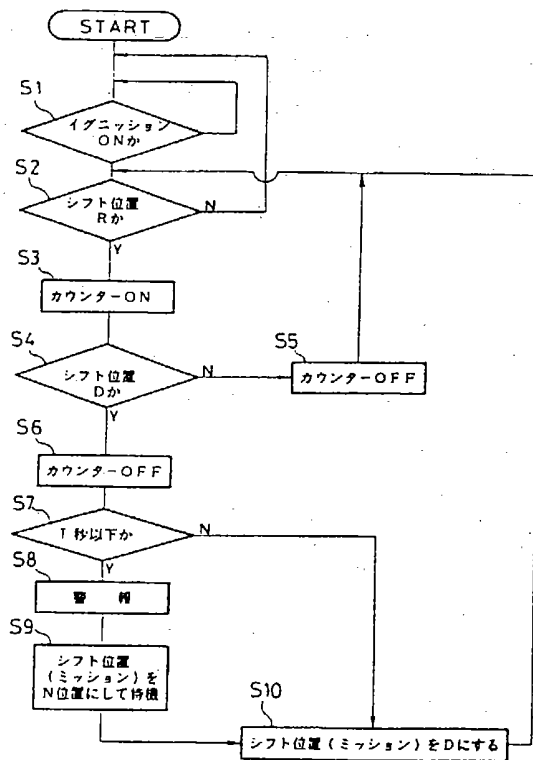 START
S1
イグニッション
ONか
S2
シフト位置
Rか
N
Y
S3
カウンターON
S4
シフト位置
Dか
N
Y
S5
カウンターOFF
S6
カウンターOFF
S7
T秒以下か
N
Y
S8
警 報
S9
シフト位置
(ミッション)を
N位置にして待機
S10
シフト位置(ミッション)をDにする